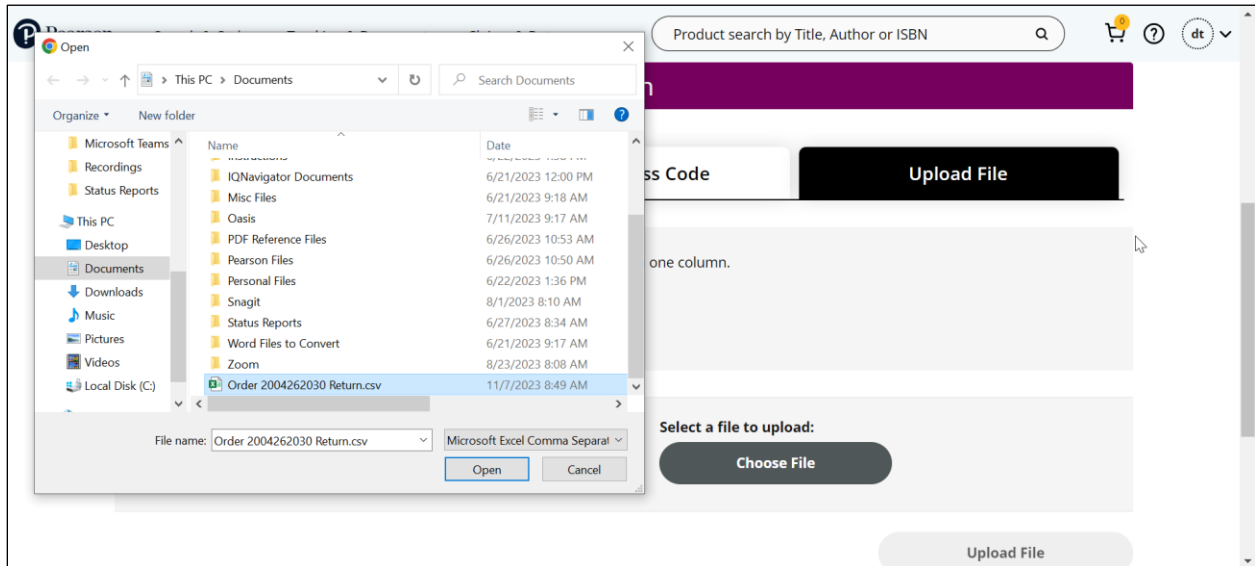 Open
Product search by Title, Author or ISBN
0
dt
This PC > Documents
Search Documents
Organize
New folder
Microsoft Teams
Recordings
Status Reports
This PC
Desktop
Documents
Downloads
Music
Pictures
Videos
Local Disk (C:)
Name Date
IQNavigator Documents 6/21/2023 12:00 PM
Misc Files 6/21/2023 9:18 AM
Oasis 7/11/2023 9:17 AM
PDF Reference Files 6/26/2023 10:53 AM
Pearson Files 6/26/2023 10:50 AM
Personal Files 6/22/2023 1:36 PM
Snagit 8/1/2023 8:10 AM
Status Reports 6/27/2023 8:34 AM
Word Files to Convert 6/21/2023 9:17 AM
Zoom 8/23/2023 8:08 AM
Order 2004262030 Return.csv 11/7/2023 8:49 AM
File name: Order 2004262030 Return.csv
Microsoft Excel Comma Separat
Open Cancel
ss Code
Upload File
one column.
Select a file to upload:
Choose File
Upload File